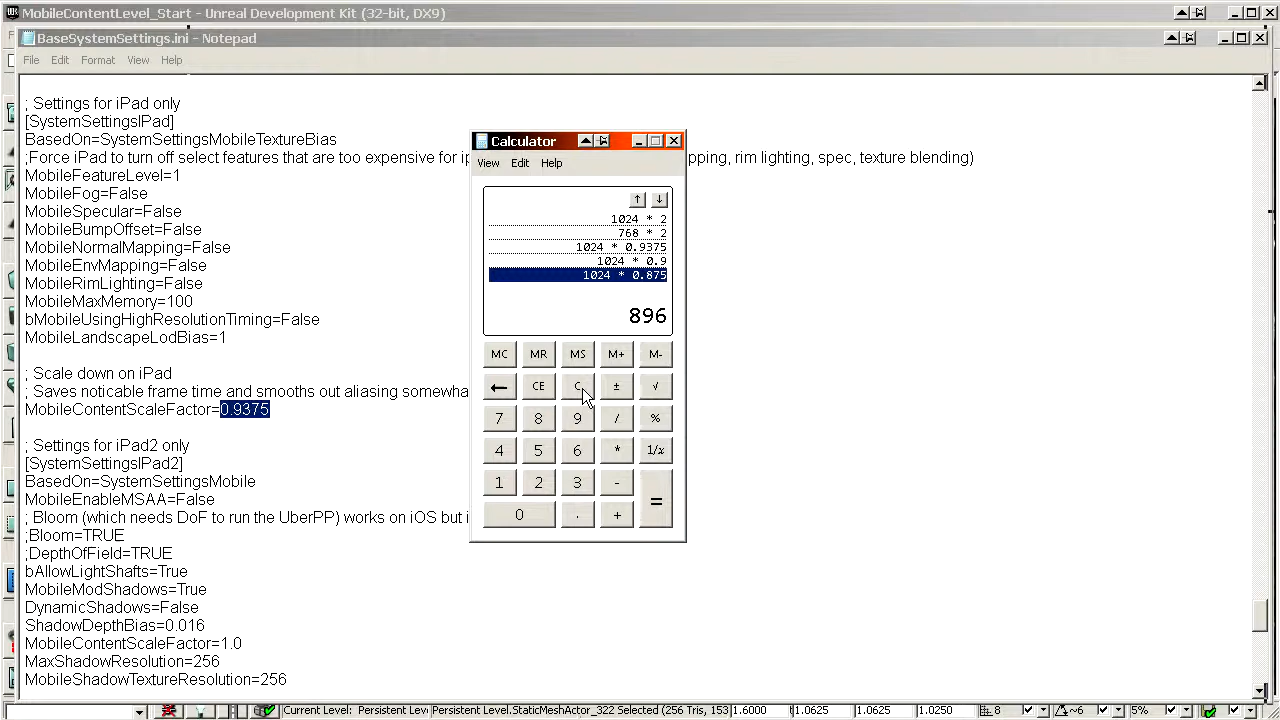 MobileContentLevel_Start - Unreal Development Kit (32-bit, DX9)
BaseSystemSettings.ini - Notepad
File Edit Format View Help
; Settings for iPad only
[SystemSettingsIPad]
BasedOn=SystemSettingsMobileTextureBias
;Force iPad to turn off select features that are too expensive for
pping, rim lighting, spec, texture blending)
MobileFeatureLevel=1
MobileFog=False
MobileSpecular=False
MobileBumpOffset=False
MobileNormalMapping=False
MobileEnvMapping=False
MobileRimLighting=False
MobileMaxMemory=100
bMobileUsingHighResolutionTiming=False
MobileLandscapeLodBias=1
; Scale down on iPad
; Saves noticable frame time and smooths out aliasing somewha
MobileContentScaleFactor=0.9375
; Settings for iPad2 only
[SystemSettingsIPad2]
BasedOn=SystemSettingsMobile
MobileEnableMSAA=False
; Bloom (which needs DoF to run the UberPP) works on iOS but i
;Bloom=TRUE
;DepthOfField=TRUE
bAllowLightShafts=True
MobileModShadows=True
DynamicShadows=False
ShadowDepthBias=0.016
MobileContentScaleFactor=1.0
MaxShadowResolution=256
MobileShadowTextureResolution=256
Calculator
View Edit Help
1024 * 2
768 * 2
1024 * 0.9375
1024 * 0.9
1024 * 0.875
896
MC MR MS M+ M-
← CE C ± √
7 8 9 / %
4 5 6 * 1/x
1 2 3 - =
0 . +
Current Level: Persistent Lev Persistent Level.StaticMeshActor_322 Selected (256 Tris, 153 1.6000 1.0625 1.0625 1.0250 8 ~6 5%